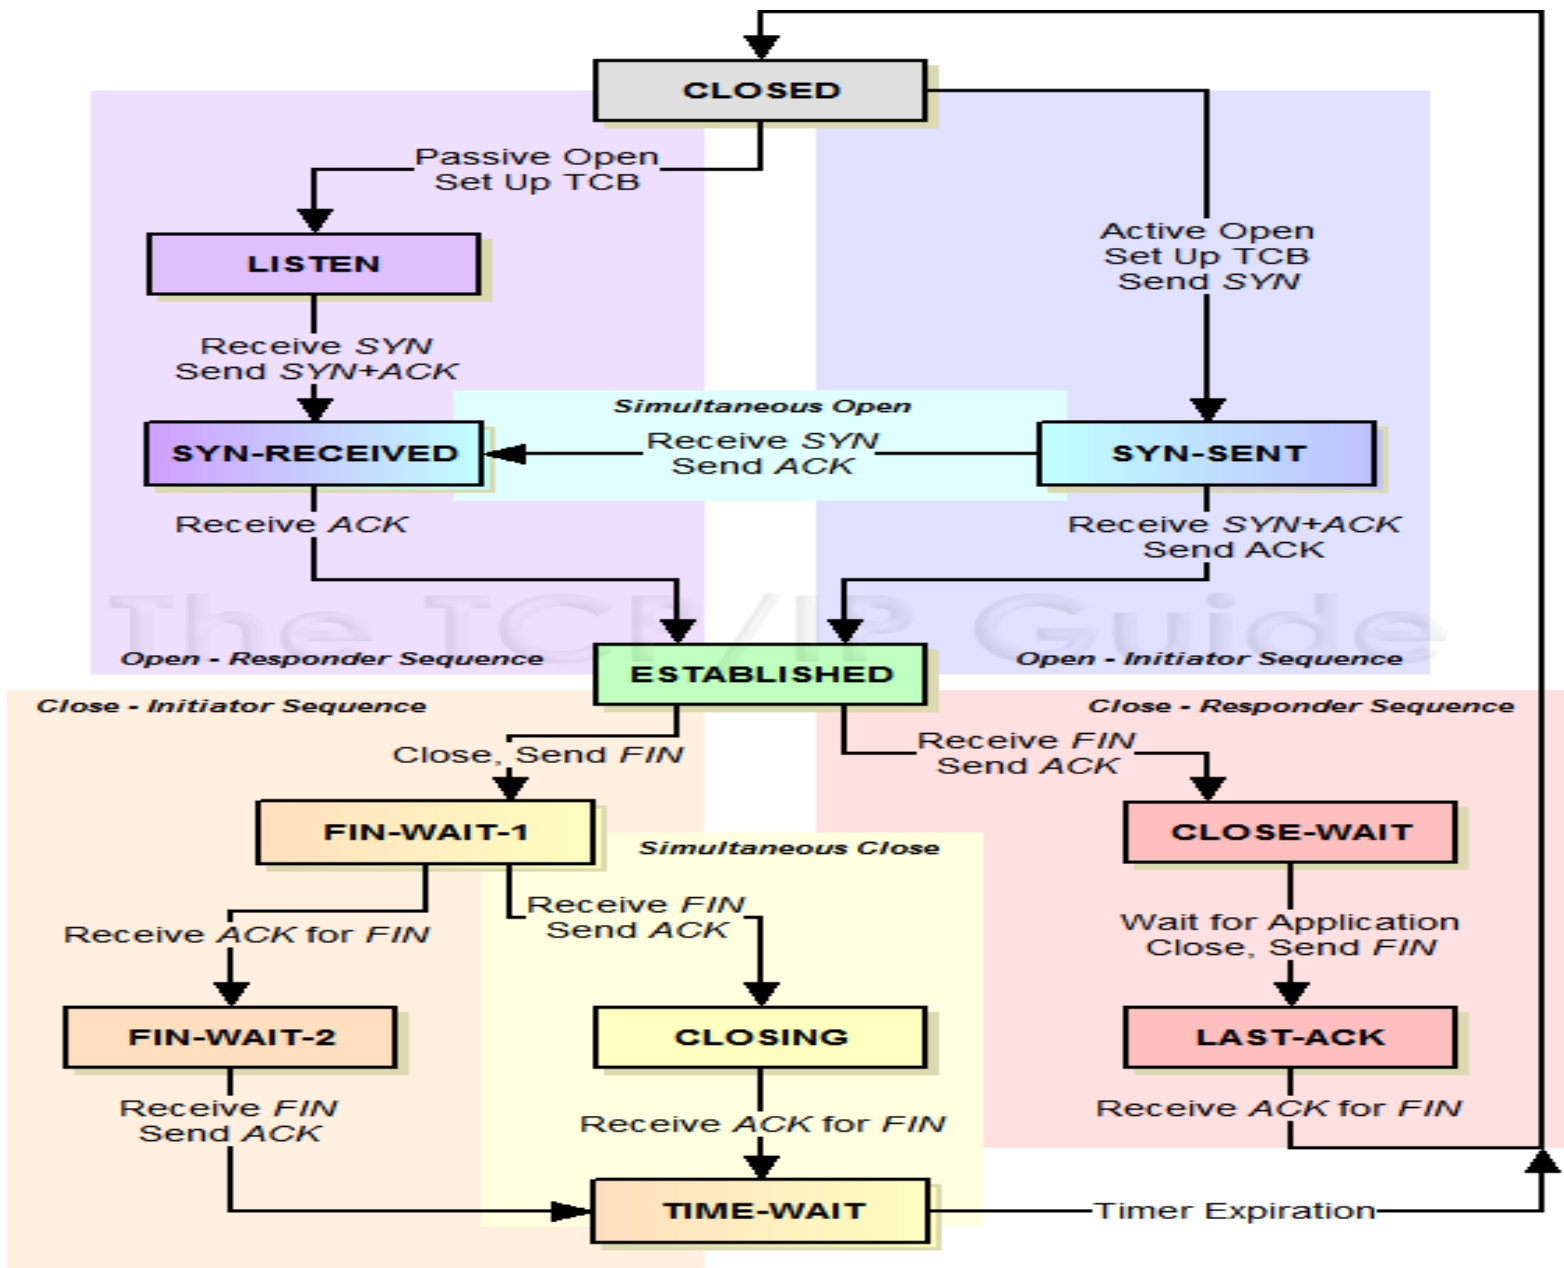 CLOSED
Passive Open
Set Up TCB
Active Open
Set Up TCB
Send SYN
LISTEN
Receive SYN
Send SYN+ACK
Simultaneous Open
SYN-RECEIVED
Receive SYN
Send ACK
SYN-SENT
Receive ACK
Receive SYN+ACK
Send ACK
The TCP/IP Guide
Open - Responder Sequence
Open - Initiator Sequence
ESTABLISHED
Close - Initiator Sequence
Close - Responder Sequence
Close, Send FIN
Receive FIN
Send ACK
FIN-WAIT-1
CLOSE-WAIT
Simultaneous Close
Receive ACK for FIN
Receive FIN
Send ACK
Wait for Application
Close, Send FIN
FIN-WAIT-2
CLOSING
LAST-ACK
Receive FIN
Send ACK
Receive ACK for FIN
Receive ACK for FIN
TIME-WAIT
Timer Expiration